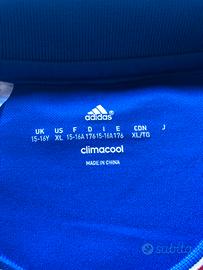 adidas
UK US F D I E CDN J
15-16Y XL 15-16A 176 15-16A 176 XL/TG
climacool
MADE IN CHINA
subito